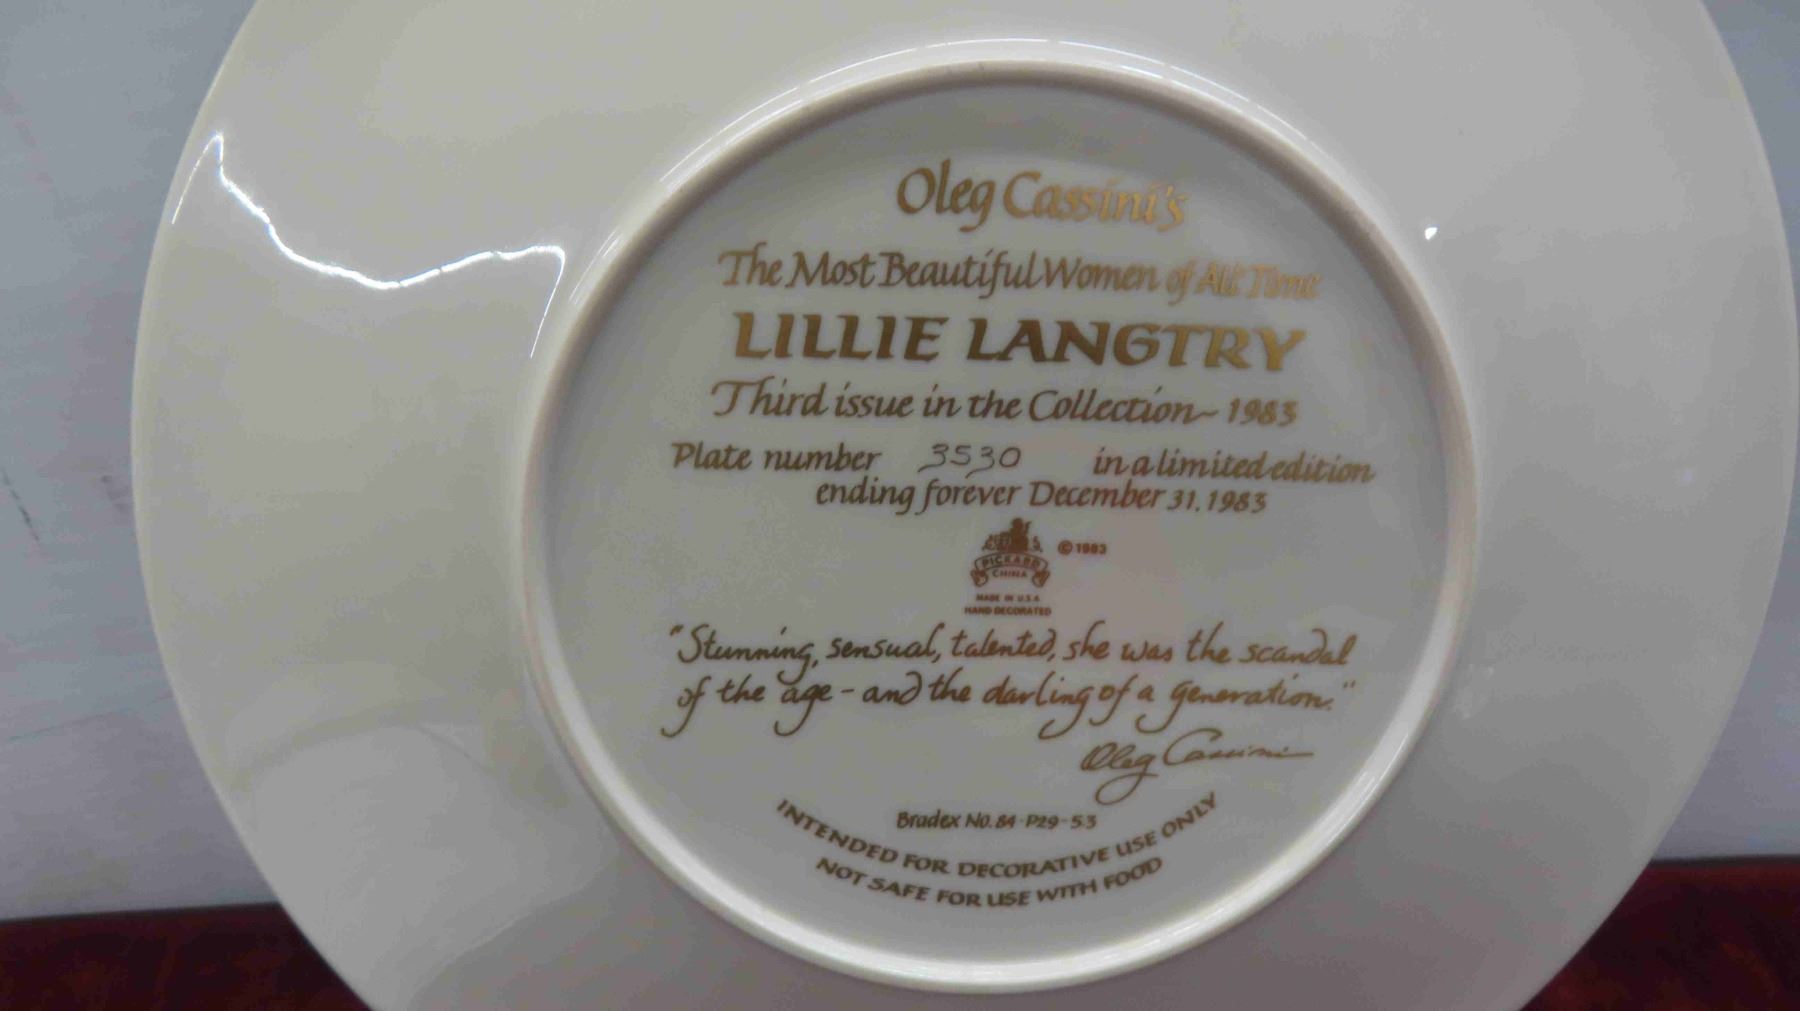 Oleg Cassini's
The Most Beautiful Women of All Time
LILLIE LANGTRY
Third issue in the Collection~1983
Plate number 3530 in a limited edition
ending forever December 31, 1983
PICKARD
CHINA
© 1983
MADE IN U.S.A.
HAND DECORATED
"Stunning, sensual, talented, she was the scandal
of the age - and the darling of a generation."
Oleg Cassini
Bradex No. 84-P29-5.3
INTENDED FOR DECORATIVE USE ONLY
NOT SAFE FOR USE WITH FOOD